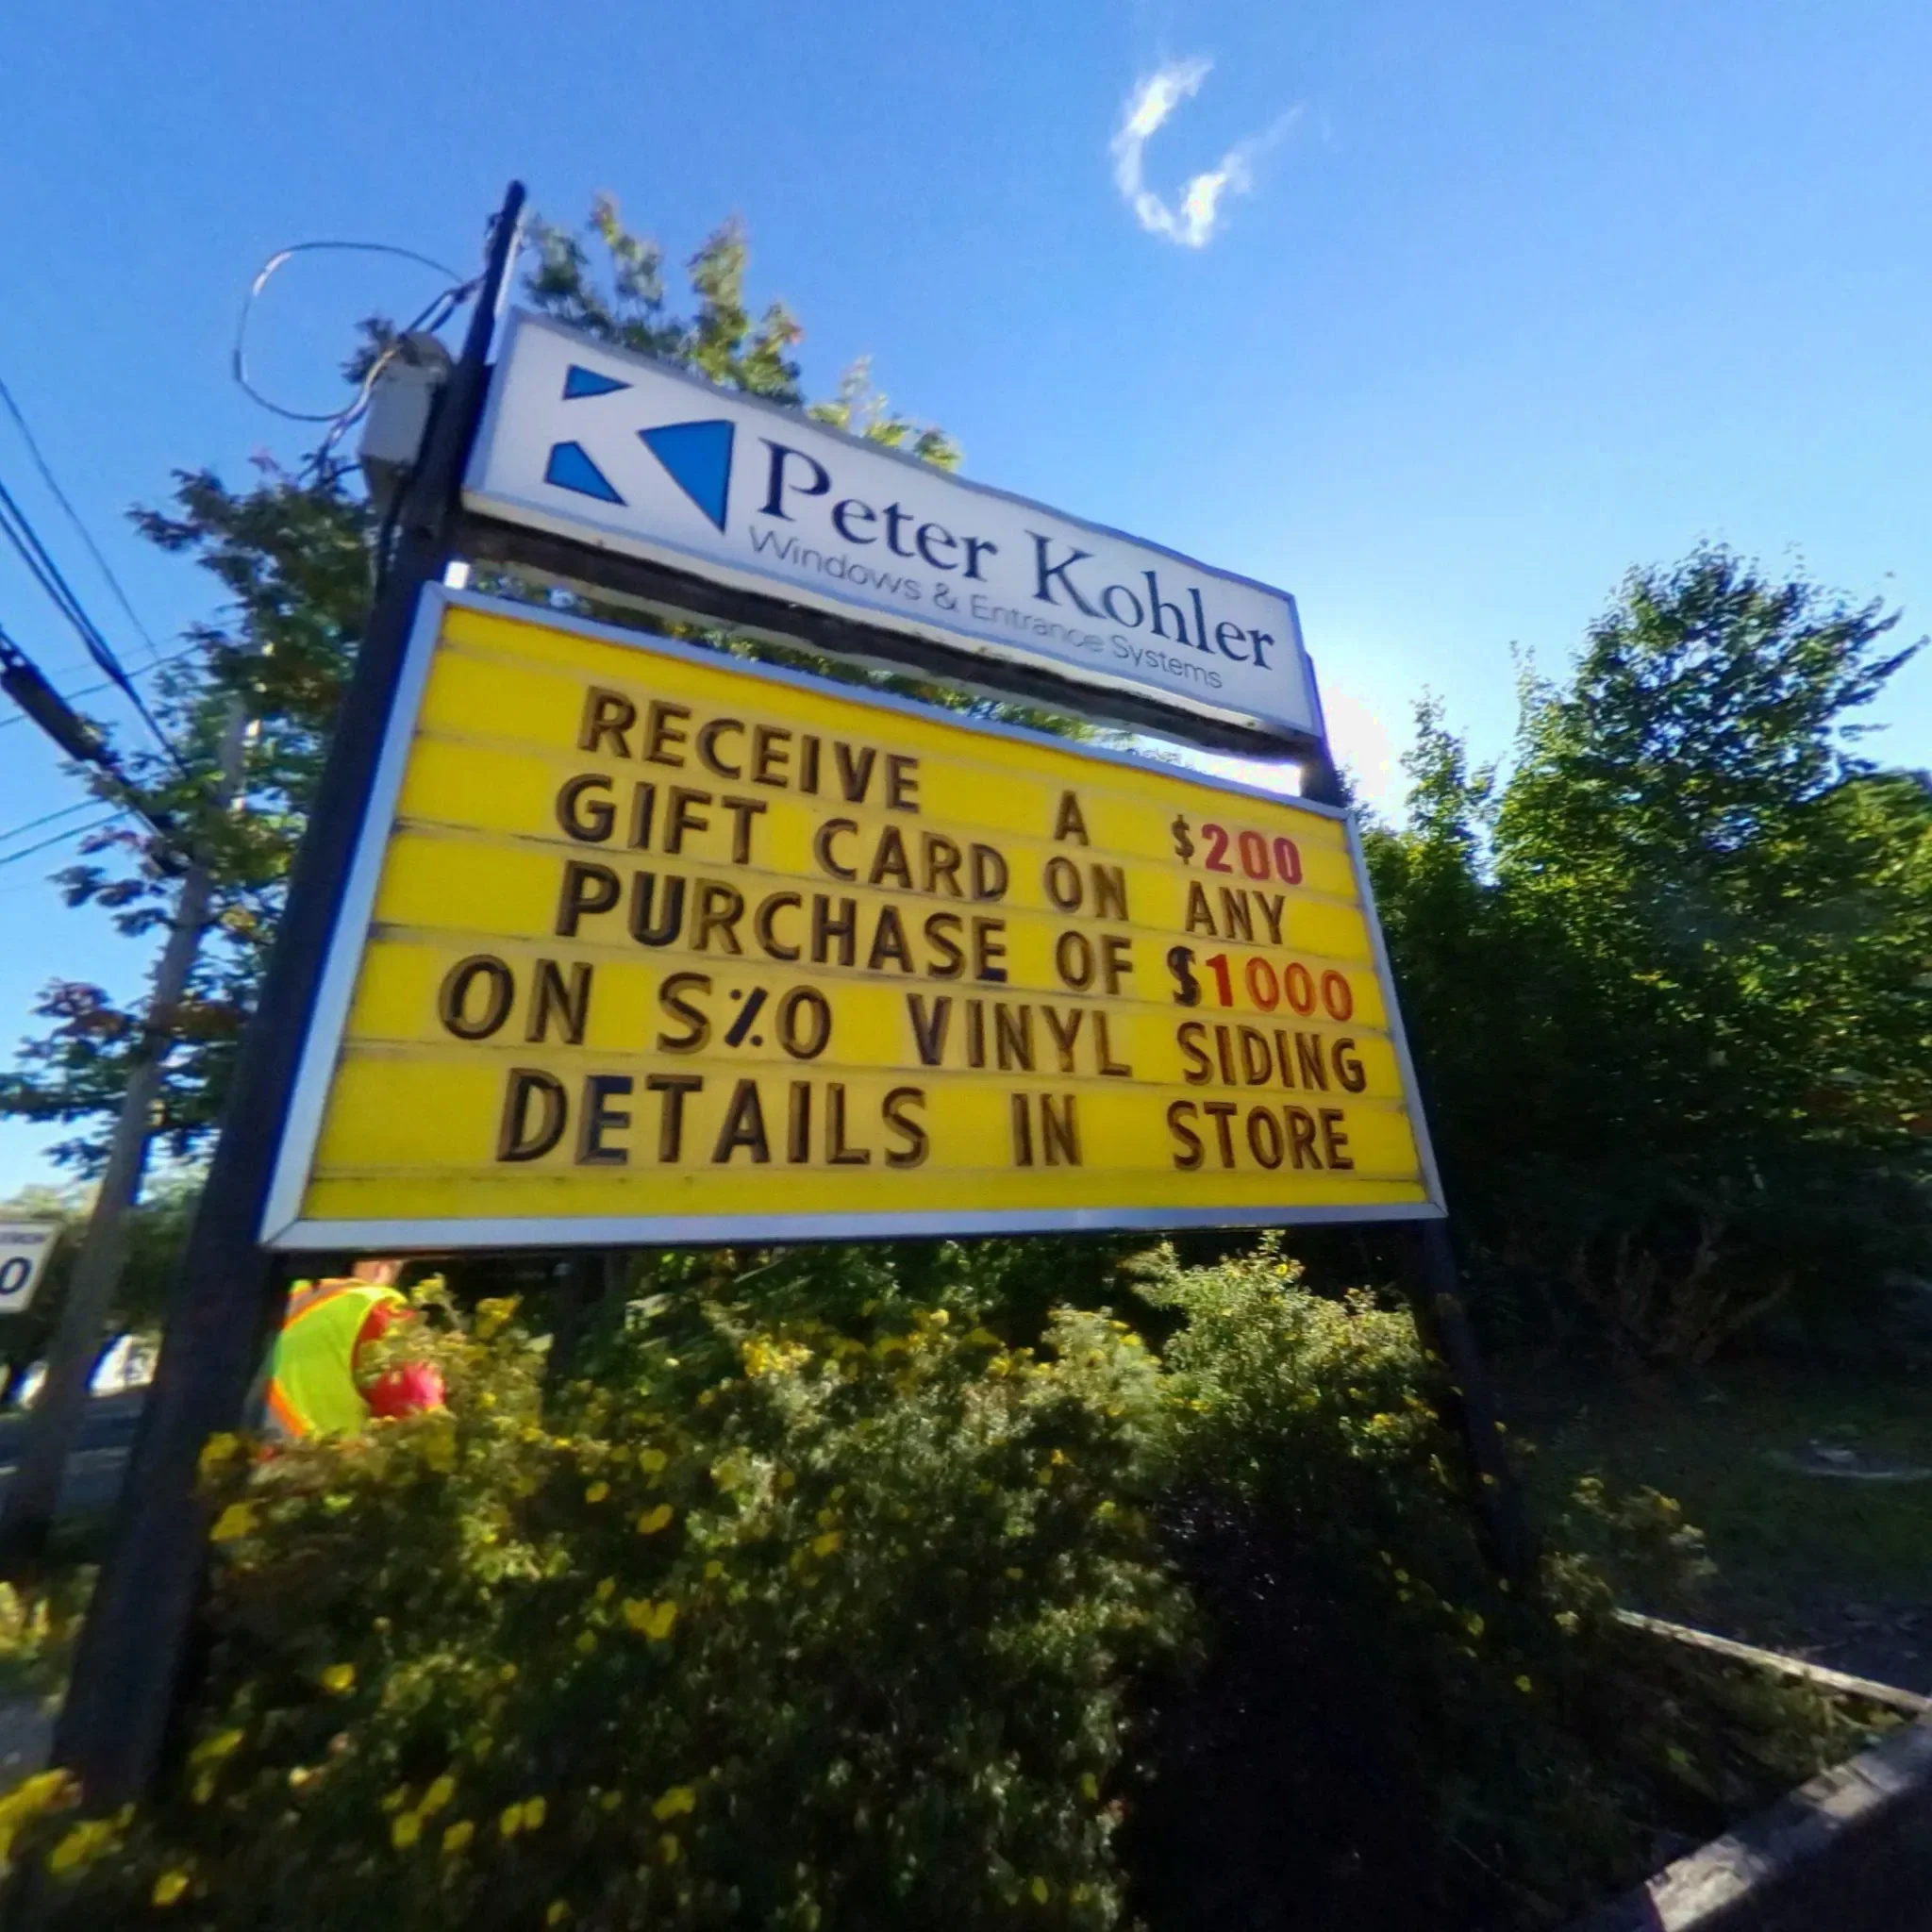 Peter Kohler
Windows & Entrance Systems
RECEIVE A $200
GIFT CARD ON ANY
PURCHASE OF $1000
ON S%O VINYL SIDING
DETAILS IN STORE
0